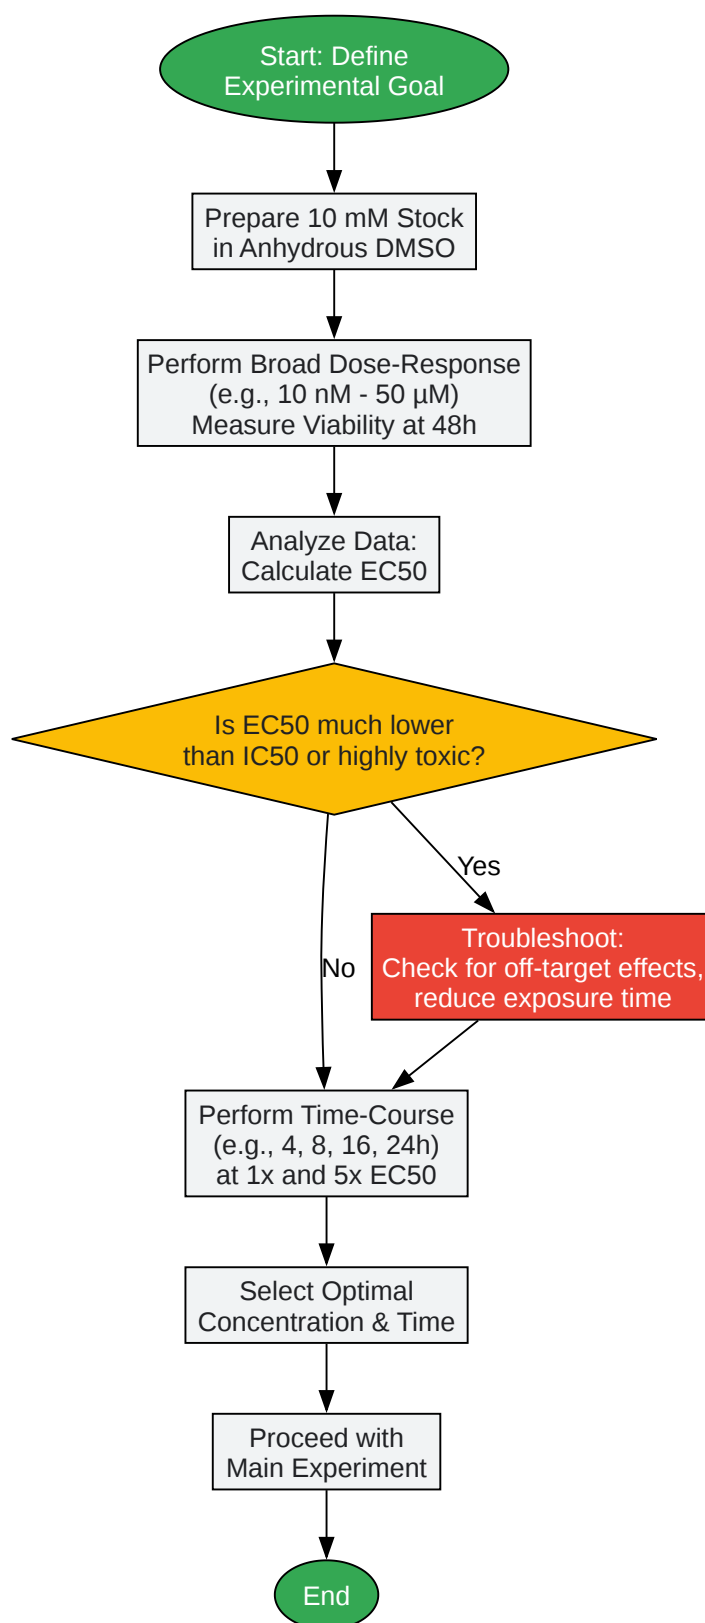 Start: Define
Experimental Goal
Prepare 10 mM Stock
in Anhydrous DMSO
Perform Broad Dose-Response
(e.g., 10 nM - 50 µM)
Measure Viability at 48h
Analyze Data:
Calculate EC50
Is EC50 much lower
than IC50 or highly toxic?
Yes
Troubleshoot:
Check for off-target effects,
reduce exposure time
No
Perform Time-Course
(e.g., 4, 8, 16, 24h)
at 1x and 5x EC50
Select Optimal
Concentration & Time
Proceed with
Main Experiment
End